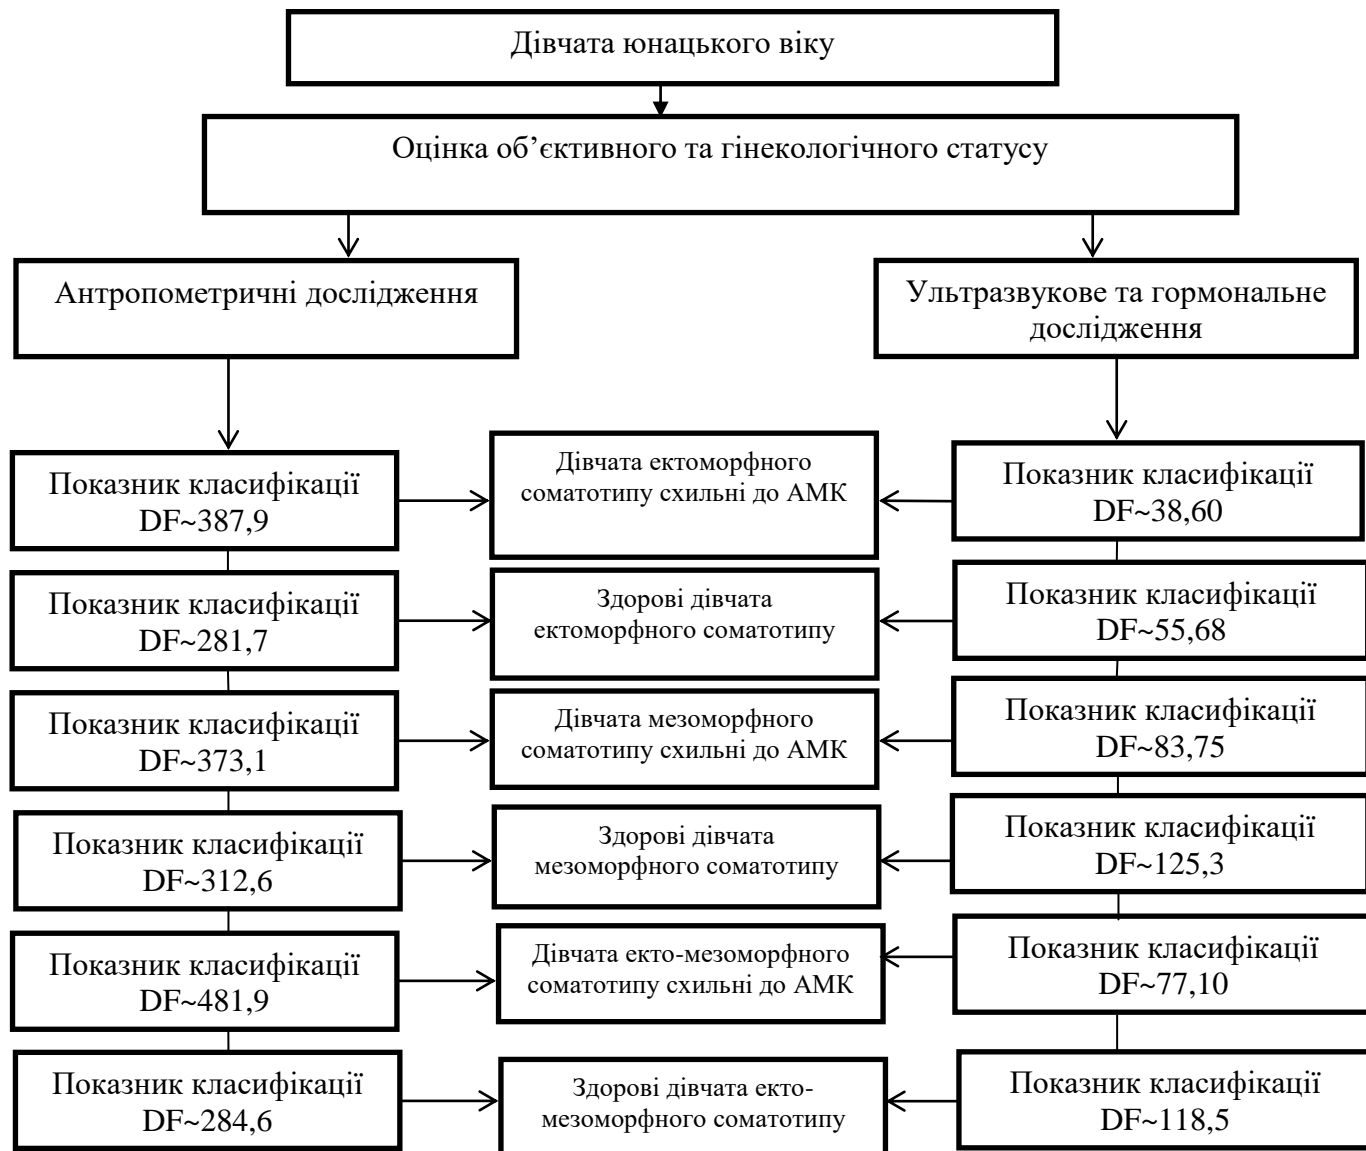 Дівчата юнацького віку
Оцінка об’єктивного та гінекологічного статусу
Антропометричні дослідження
Ультразвукове та гормональне
дослідження
Показник класифікації
DF~387,9
Дівчата ектоморфного
соматотипу схильні до АМК
Показник класифікації
DF~38,60
Показник класифікації
DF~281,7
Здорові дівчата
ектоморфного соматотипу
Показник класифікації
DF~55,68
Показник класифікації
DF~373,1
Дівчата мезоморфного
соматотипу схильні до АМК
Показник класифікації
DF~83,75
Показник класифікації
DF~312,6
Здорові дівчата
мезоморфного соматотипу
Показник класифікації
DF~125,3
Показник класифікації
DF~481,9
Дівчата екто-мезоморфного
соматотипу схильні до АМК
Показник класифікації
DF~77,10
Показник класифікації
DF~284,6
Здорові дівчата екто-
мезоморфного соматотипу
Показник класифікації
DF~118,5